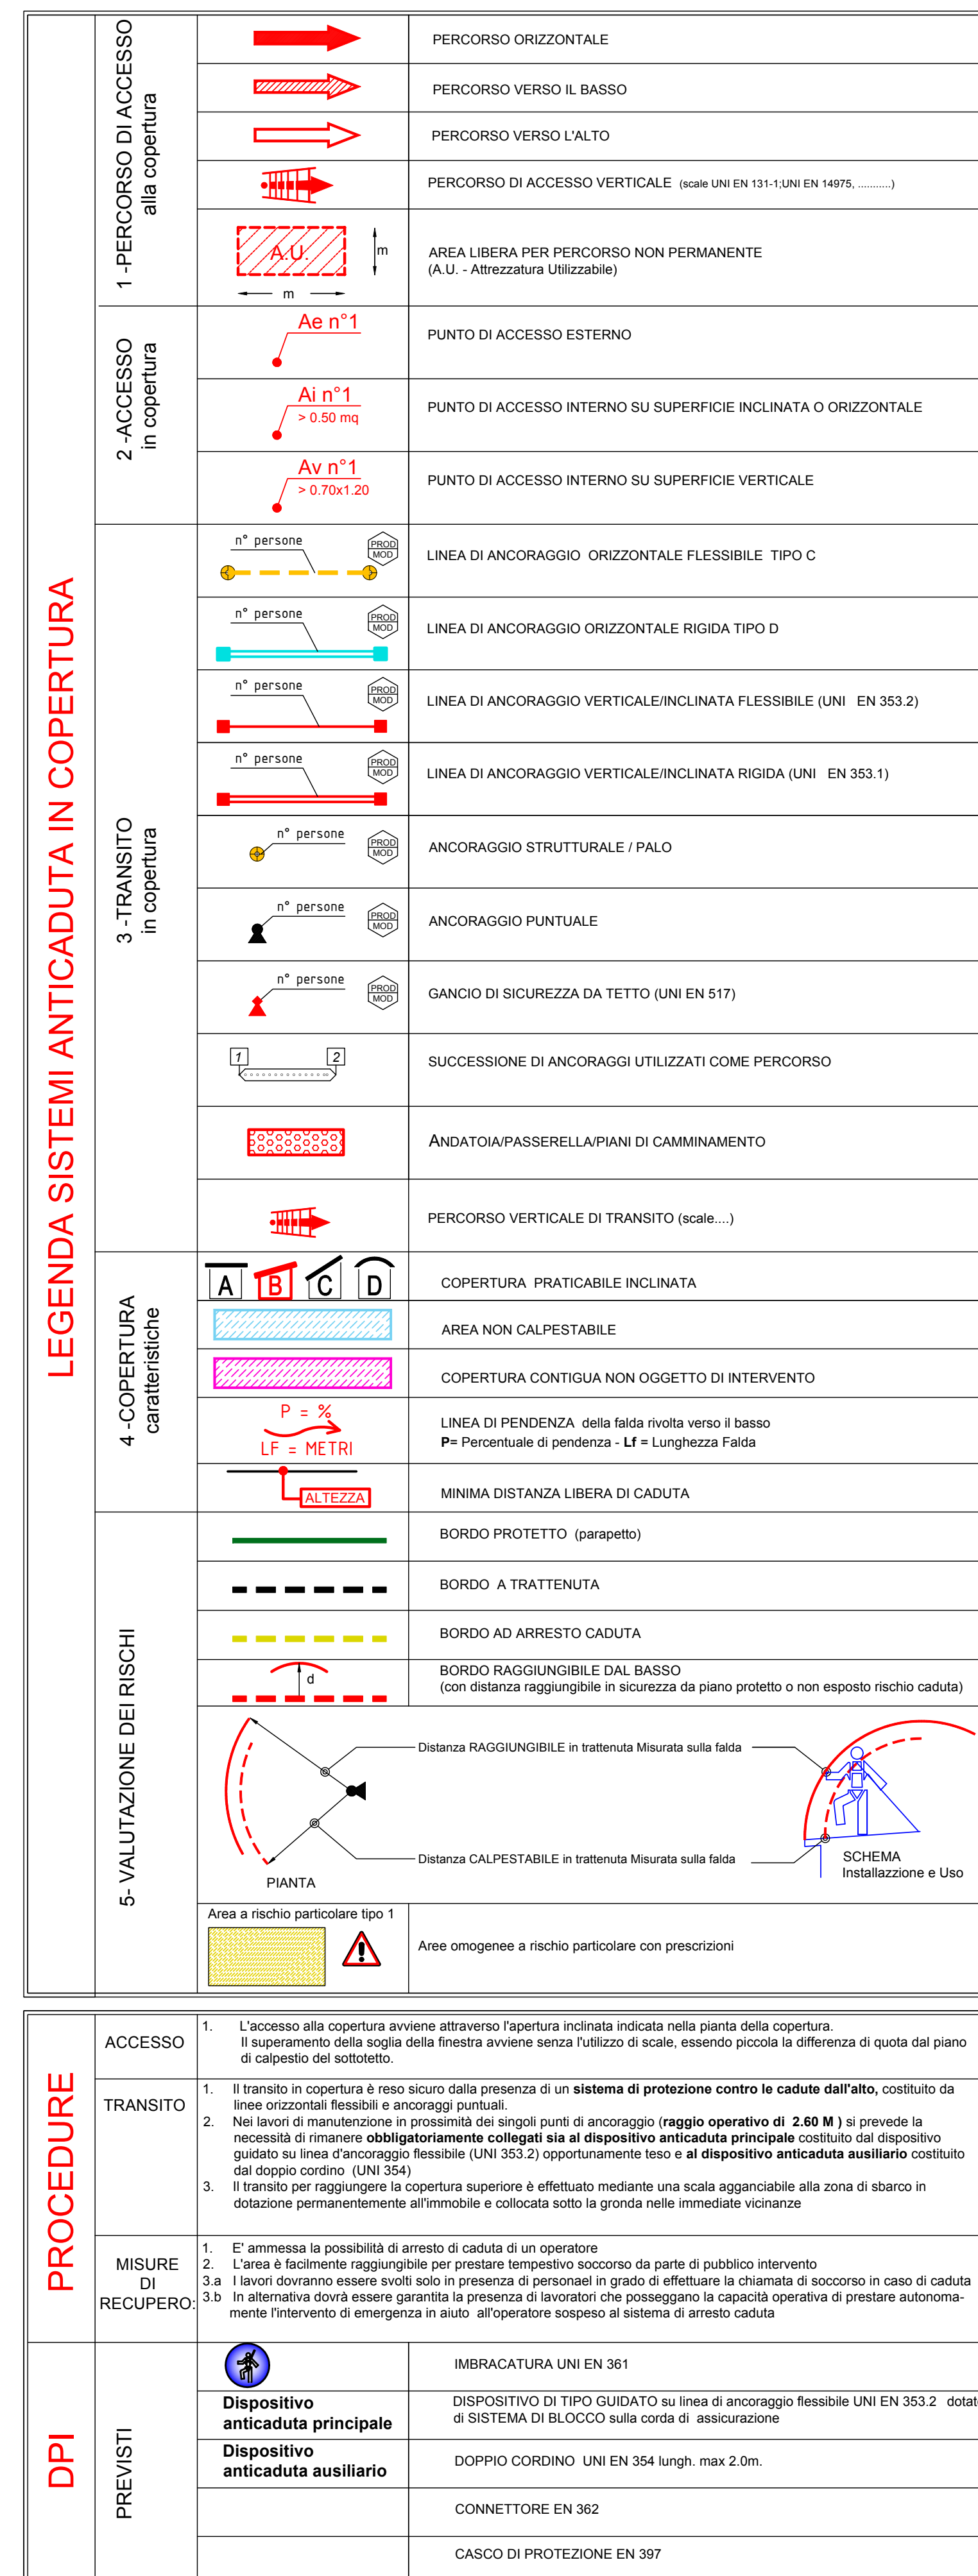 LEGENDA SISTEMI ANTICADUTA IN COPERTURA
1 -PERCORSO DI ACCESSO
alla copertura
PERCORSO ORIZZONTALE
PERCORSO VERSO IL BASSO
PERCORSO VERSO L'ALTO
PERCORSO DI ACCESSO VERTICALE (scale UNI EN 131-1;UNI EN 14975, ...........)
A.U.
m
m
AREA LIBERA PER PERCORSO NON PERMANENTE
(A.U. - Attrezzatura Utilizzabile)
2 -ACCESSO
in copertura
Ae n°1
PUNTO DI ACCESSO ESTERNO
Ai n°1
> 0.50 mq
PUNTO DI ACCESSO INTERNO SU SUPERFICIE INCLINATA O ORIZZONTALE
Av n°1
> 0.70x1.20
PUNTO DI ACCESSO INTERNO SU SUPERFICIE VERTICALE
3 -TRANSITO
in copertura
n° persone
PROD
MOD
LINEA DI ANCORAGGIO ORIZZONTALE FLESSIBILE TIPO C
n° persone
PROD
MOD
LINEA DI ANCORAGGIO ORIZZONTALE RIGIDA TIPO D
n° persone
PROD
MOD
LINEA DI ANCORAGGIO VERTICALE/INCLINATA FLESSIBILE (UNI EN 353.2)
n° persone
PROD
MOD
LINEA DI ANCORAGGIO VERTICALE/INCLINATA RIGIDA (UNI EN 353.1)
n° persone
PROD
MOD
ANCORAGGIO STRUTTURALE / PALO
n° persone
PROD
MOD
ANCORAGGIO PUNTUALE
n° persone
PROD
MOD
GANCIO DI SICUREZZA DA TETTO (UNI EN 517)
1 2
SUCCESSIONE DI ANCORAGGI UTILIZZATI COME PERCORSO
ANDATOIA/PASSERELLA/PIANI DI CAMMINAMENTO
PERCORSO VERTICALE DI TRANSITO (scale....)
4 -COPERTURA
caratteristiche
A B C D
COPERTURA PRATICABILE INCLINATA
AREA NON CALPESTABILE
COPERTURA CONTIGUA NON OGGETTO DI INTERVENTO
P = %
LF = METRI
LINEA DI PENDENZA della falda rivolta verso il basso
P= Percentuale di pendenza - Lf = Lunghezza Falda
ALTEZZA
MINIMA DISTANZA LIBERA DI CADUTA
5- VALUTAZIONE DEI RISCHI
BORDO PROTETTO (parapetto)
BORDO A TRATTENUTA
BORDO AD ARRESTO CADUTA
d
BORDO RAGGIUNGIBILE DAL BASSO
(con distanza raggiungibile in sicurezza da piano protetto o non esposto rischio caduta)
Distanza RAGGIUNGIBILE in trattenuta Misurata sulla falda
Distanza CALPESTABILE in trattenuta Misurata sulla falda
PIANTA
SCHEMA
Installazzione e Uso
Area a rischio particolare tipo 1
Aree omogenee a rischio particolare con prescrizioni
PROCEDURE
ACCESSO
1. L'accesso alla copertura avviene attraverso l'apertura inclinata indicata nella pianta della copertura.
Il superamento della soglia della finestra avviene senza l'utilizzo di scale, essendo piccola la differenza di quota dal piano
di calpestio del sottotetto.
TRANSITO
1. Il transito in copertura è reso sicuro dalla presenza di un sistema di protezione contro le cadute dall'alto, costituito da
linee orizzontali flessibili e ancoraggi puntuali.
2. Nei lavori di manutenzione in prossimità dei singoli punti di ancoraggio (raggio operativo di 2.60 M ) si prevede la
necessità di rimanere obbligatoriamente collegati sia al dispositivo anticaduta principale costituito dal dispositivo
guidato su linea d'ancoraggio flessibile (UNI 353.2) opportunamente teso e al dispositivo anticaduta ausiliario costituito
dal doppio cordino (UNI 354)
3. Il transito per raggiungere la copertura superiore è effettuato mediante una scala agganciabile alla zona di sbarco in
dotazione permanentemente all'immobile e collocata sotto la gronda nelle immediate vicinanze
MISURE
DI
RECUPERO:
1. E' ammessa la possibilità di arresto di caduta di un operatore
2. L'area è facilmente raggiungibile per prestare tempestivo soccorso da parte di pubblico intervento
3.a I lavori dovranno essere svolti solo in presenza di personael in grado di effettuare la chiamata di soccorso in caso di caduta
3.b In alternativa dovrà essere garantita la presenza di lavoratori che posseggano la capacità operativa di prestare autonoma-
mente l'intervento di emergenza in aiuto all'operatore sospeso al sistema di arresto caduta
DPI
PREVISTI
IMBRACATURA UNI EN 361
Dispositivo
anticaduta principale
DISPOSITIVO DI TIPO GUIDATO su linea di ancoraggio flessibile UNI EN 353.2 dotat
di SISTEMA DI BLOCCO sulla corda di assicurazione
Dispositivo
anticaduta ausiliario
DOPPIO CORDINO UNI EN 354 lungh. max 2.0m.
CONNETTORE EN 362
CASCO DI PROTEZIONE EN 397